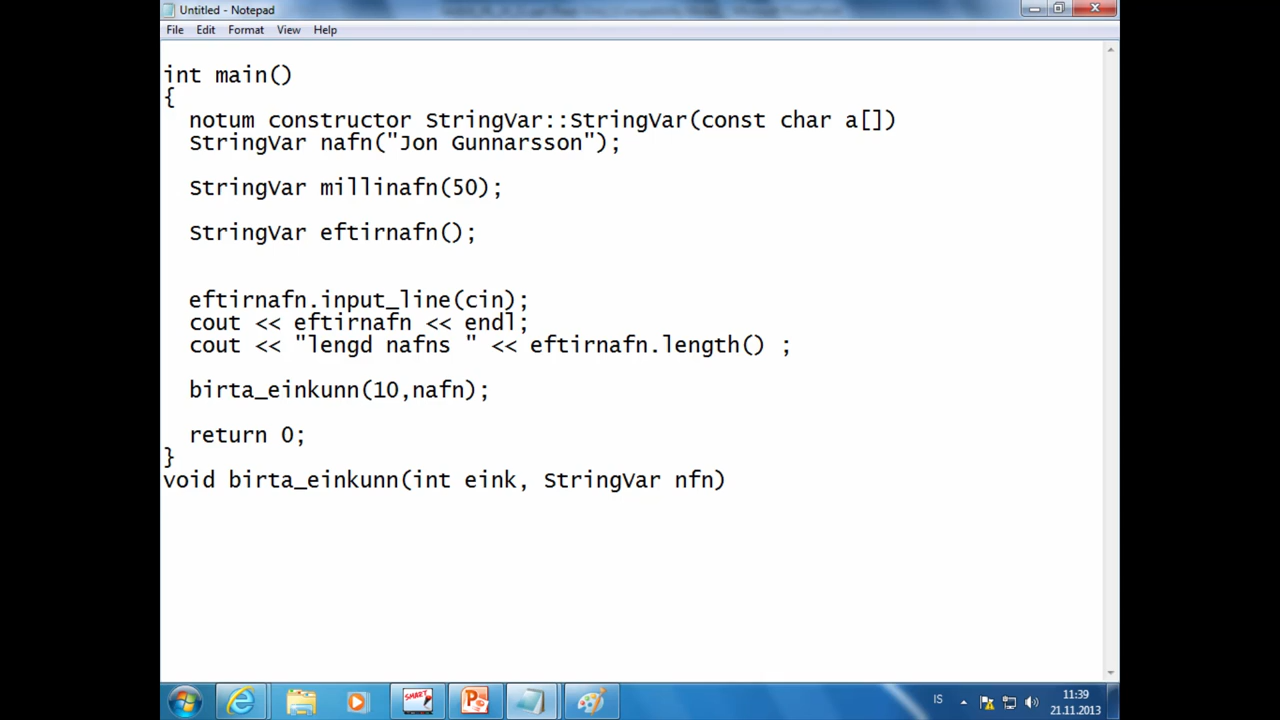 Untitled - Notepad
File Edit Format View Help
int main()
{
notum constructor StringVar::StringVar(const char a[])
StringVar nafn("Jon Gunnarsson");
StringVar millinafn(50);
StringVar eftirnafn();
eftirnafn.input_line(cin);
cout << eftirnafn << endl;
cout << "lengd nafns " << eftirnafn.length() ;
birta_einkunn(10,nafn);
return 0;
}
void birta_einkunn(int eink, StringVar nfn)
SMART
IS
11:39
21.11.2013